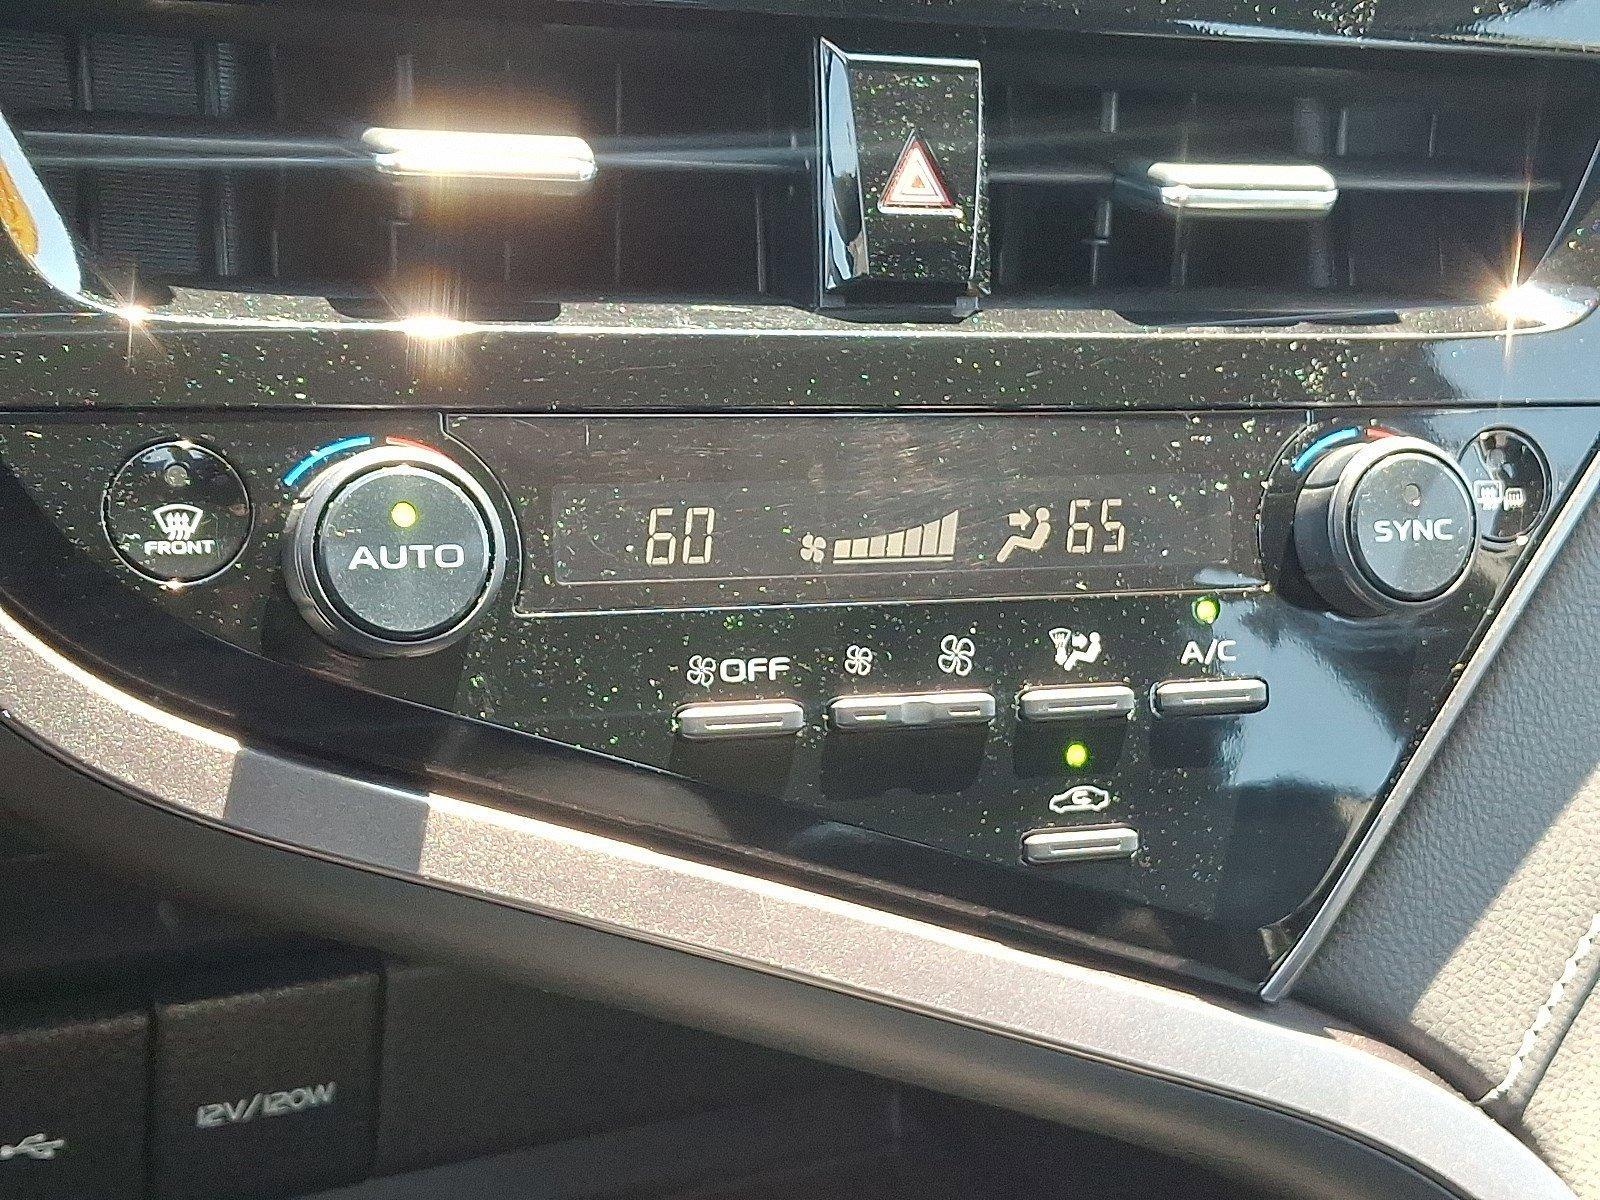 FRONT
AUTO
60
65
SYNC
OFF
A/C
12V/120W